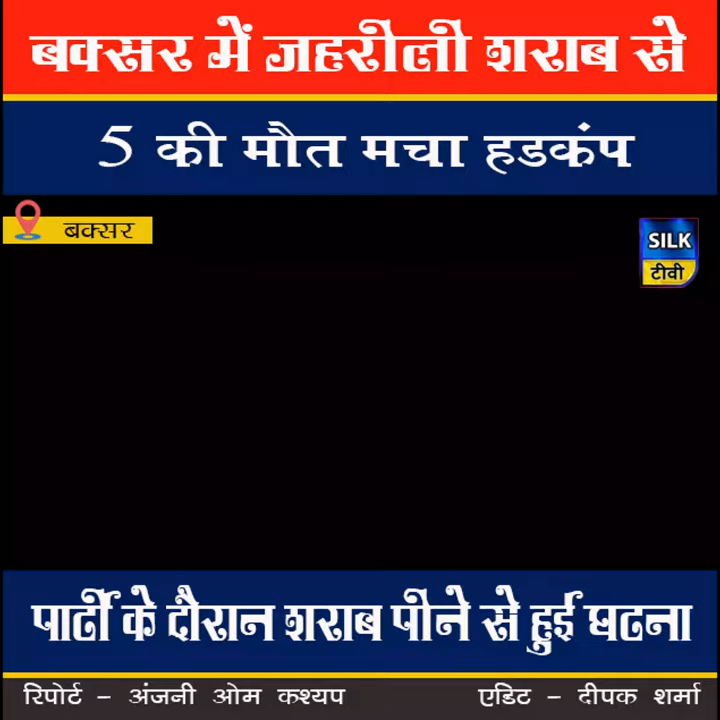 बक्सर में जहरीली शराब से
5 की मौत मचा हडकंप
बक्सर
SILK
टीवी
पार्टी के दौरान शराब पीने से हुई घटना
रिपोर्ट - अंजनी ओम कश्यप
एडिट - दीपक शर्मा